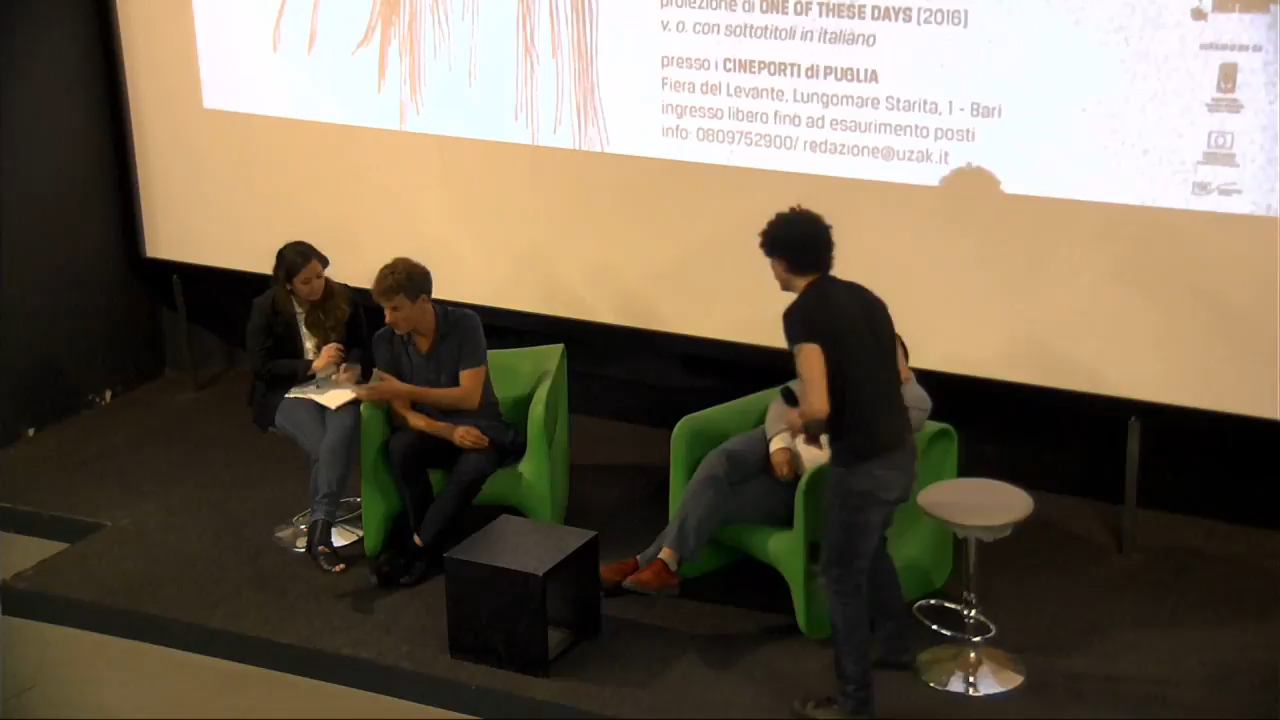 proiezione di ONE OF THESE DAYS [2016]
v. o. con sottotitoli in italiano
presso i CINEPORTI di PUGLIA
Fiera del Levante, Lungomare Starita, 1 - Bari
ingresso libero fino ad esaurimento posti
info: 0809752900/ redazione@uzak.it